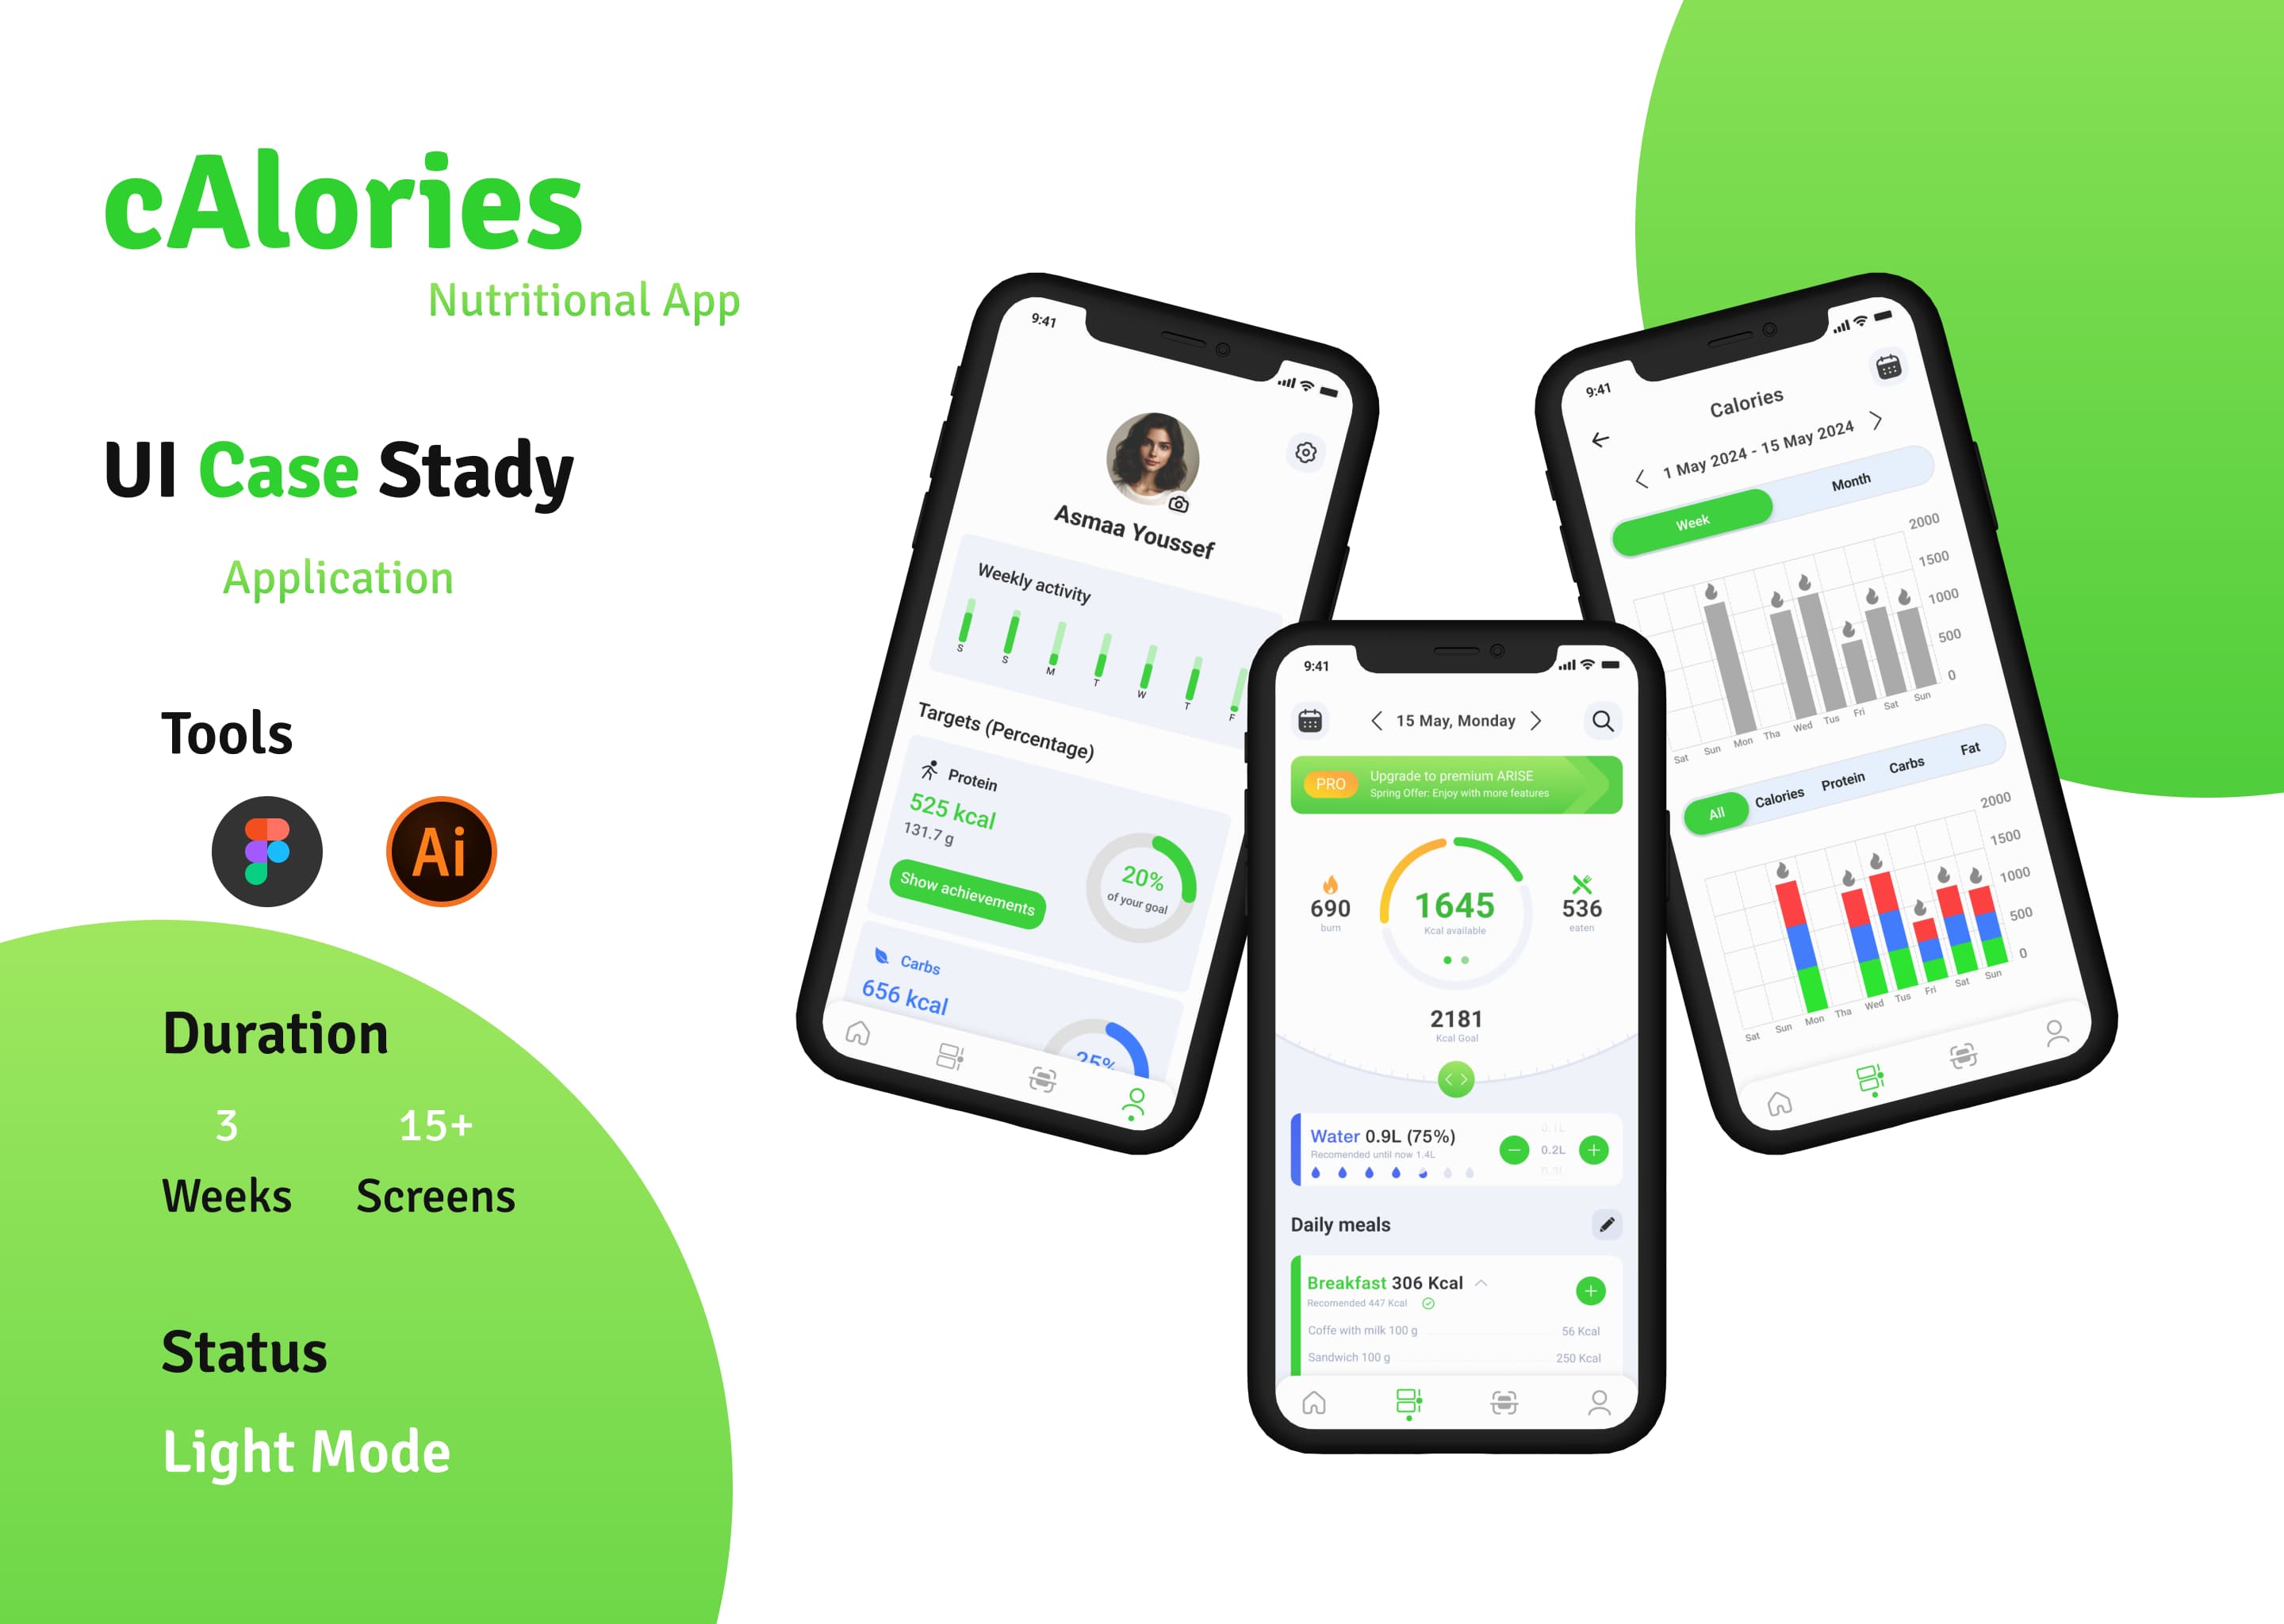 cAlories
Nutritional App
UI Case Stady
Application
Tools
Ai
Duration
3
15+
Weeks
Screens
Status
Light Mode
9:41
Asmaa Youssef
Weekly activity
S S M T W T F
Targets (Percentage)
Protein
525 kcal
131.7 g
Show achievements
20%
of your goal
Carbs
656 kcal
25%
9:41
15 May, Monday
PRO
Upgrade to premium ARISE
Spring Offer: Enjoy with more features
690
burn
1645
Kcal available
536
eaten
2181
Kcal Goal
Water 0.9L (75%)
Recomended until now 1.4L
0.1L
0.2L
Daily meals
Breakfast 306 Kcal
Recomended 447 Kcal
Coffe with milk 100 g 56 Kcal
Sandwich 100 g 250 Kcal
9:41
Calories
1 May 2024 - 15 May 2024
Week
Month
2000
1500
1000
500
0
Sat Sun Mon Tha Wed Tus Fri Sat Sun
All Calories Protein Carbs Fat
2000
1500
1000
500
0
Sat Sun Mon Tha Wed Tus Fri Sat Sun